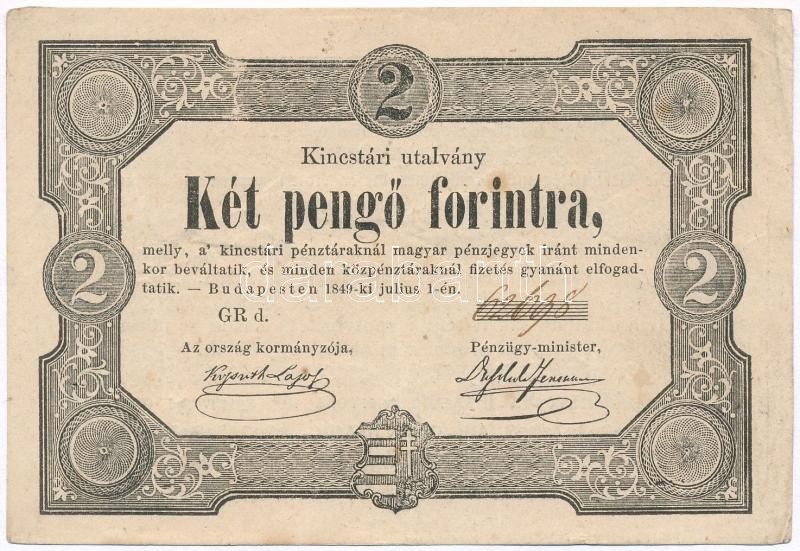 2
Kincstári utalvány
Két pengő forintra,
melly, a' kincstári pénztáraknál magyar pénzjegyek iránt minden-
kor beváltatik, és minden közpénztáraknál fizetés gyanánt elfogad-
tatik. — Budapesten 1849-ki julius 1-én.
2 2
GR d.
Az ország kormányzója, Pénzügy-minister,
Kossuth Lajos